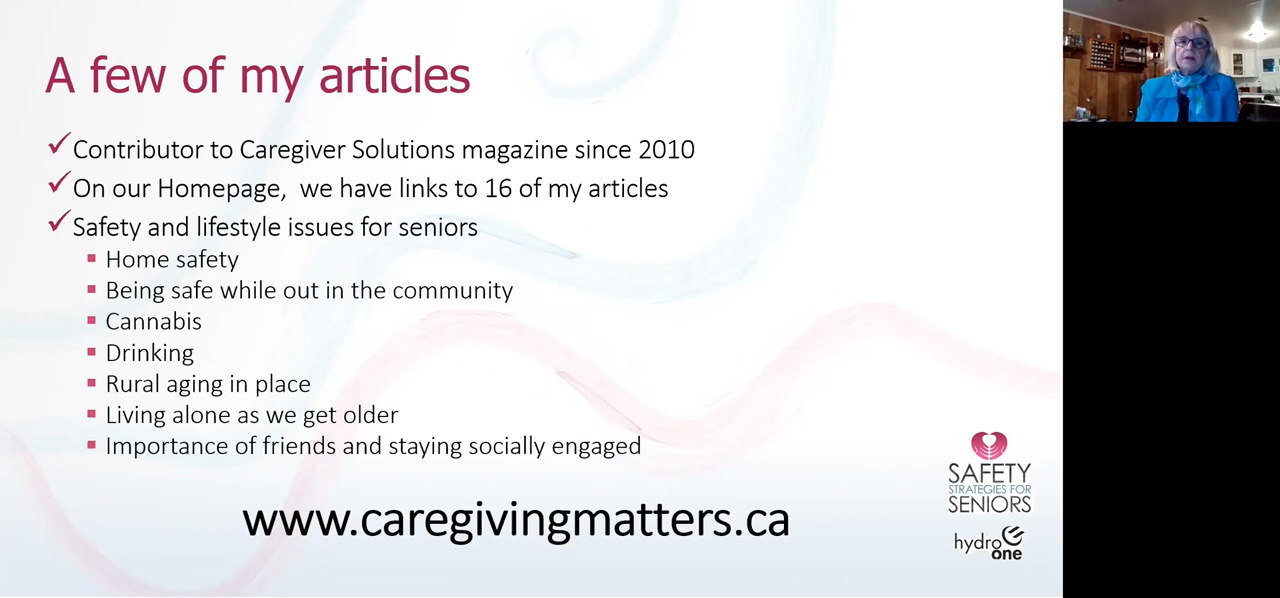 A few of my articles
Contributor to Caregiver Solutions magazine since 2010
On our Homepage, we have links to 16 of my articles
Safety and lifestyle issues for seniors
Home safety
Being safe while out in the community
Cannabis
Drinking
Rural aging in place
Living alone as we get older
Importance of friends and staying socially engaged
www.caregivingmatters.ca
SAFETY
STRATEGIES FOR
SENIORS
hydro
one